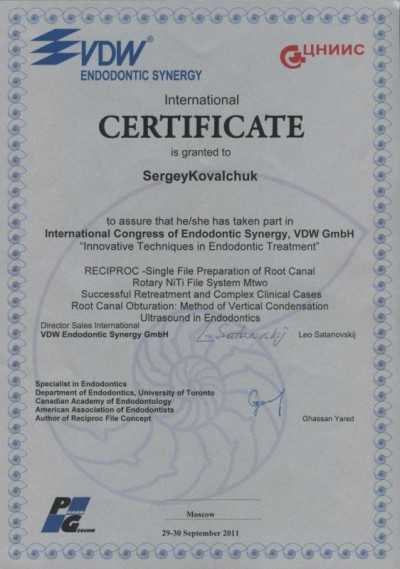 VDW®
ENDODONTIC SYNERGY
ЦНИИС
International
CERTIFICATE
is granted to
SergeyKovalchuk
to assure that he/she has taken part in
International Congress of Endodontic Synergy, VDW GmbH
“Innovative Techniques in Endodontic Treatment”
RECIPROC -Single File Preparation of Root Canal
Rotary NiTi File System Mtwo
Successful Retreatment and Complex Clinical Cases
Root Canal Obturation: Method of Vertical Condensation
Ultrasound in Endodontics
Director Sales International
VDW Endodontic Synergy GmbH
Leo Satanovskij
Specialist in Endodontics
Department of Endodontics, University of Toronto
Canadian Academy of Endodontology
American Association of Endodontists
Author of Reciproc File Concept
Ghassan Yared
P
G
Moscow
29-30 September 2011